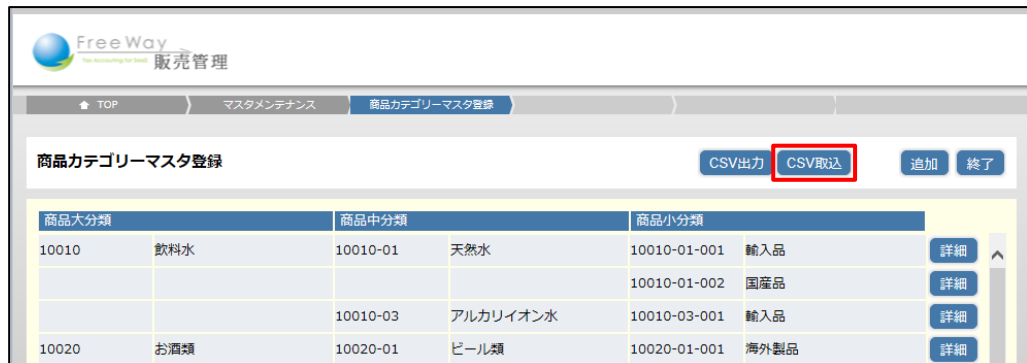 FreeWay
販売管理
TOP マスタメンテナンス 商品カテゴリーマスタ登録
商品カテゴリーマスタ登録 CSV出力 CSV取込 追加 終了
商品大分類 商品中分類 商品小分類
10010 飲料水 10010-01 天然水 10010-01-001 輸入品 詳細
10010-01-002 国産品 詳細
10010-03 アルカリイオン水 10010-03-001 輸入品 詳細
10020 お酒類 10020-01 ビール類 10020-01-001 海外製品 詳細